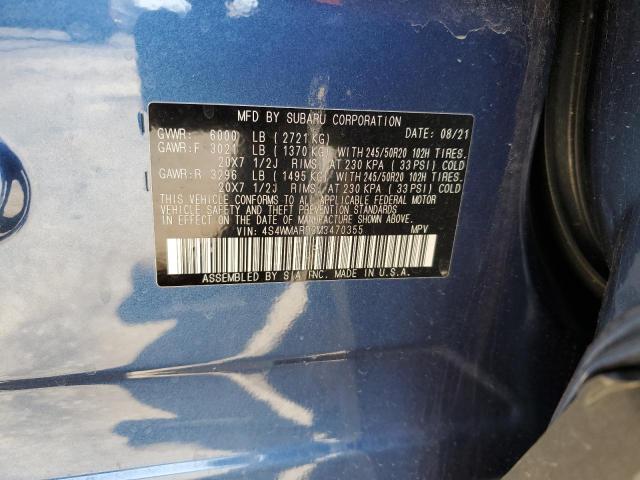 MFD BY SUBARU CORPORATION
GVWR: 6000 LB ( 2721 KG) DATE: 08/21
GAWR:F 3021 LB ( 1370 KG) WITH 245/50R20 102H TIRES.
20X7 1/2J RIMS, AT 230 KPA ( 33 PSI) COLD
GAWR:R 3296 LB ( 1495 KG) WITH 245/50R20 102H TIRES.
20X7 1/2J RIMS, AT 230 KPA ( 33 PSI) COLD
THIS VEHICLE CONFORMS TO ALL APPLICABLE FEDERAL MOTOR
VEHICLE SAFETY, BUMPER, AND THEFT PREVENTION STANDARDS
IN EFFECT ON THE DATE OF MANUFACTURE SHOWN ABOVE.
VIN: MPV
ASSEMBLED BY SIA INC. IN U.S.A.